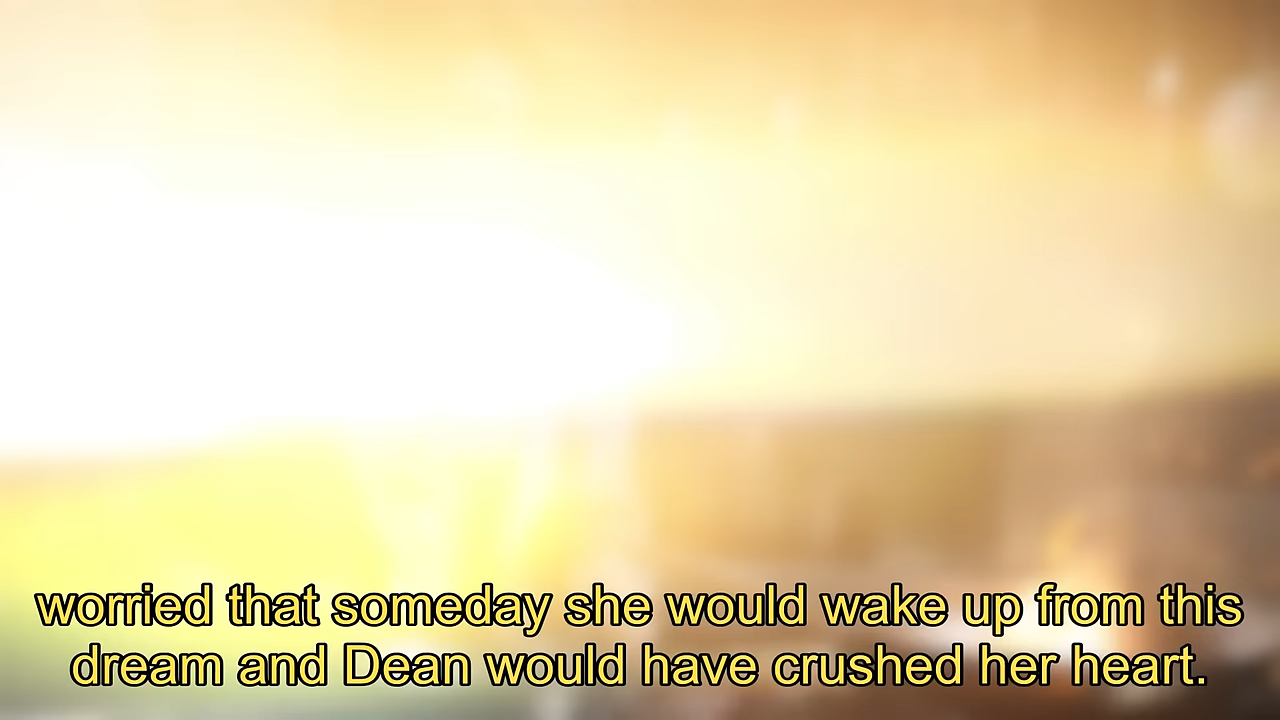 worried that someday she would wake up from this
dream and Dean would have crushed her heart.